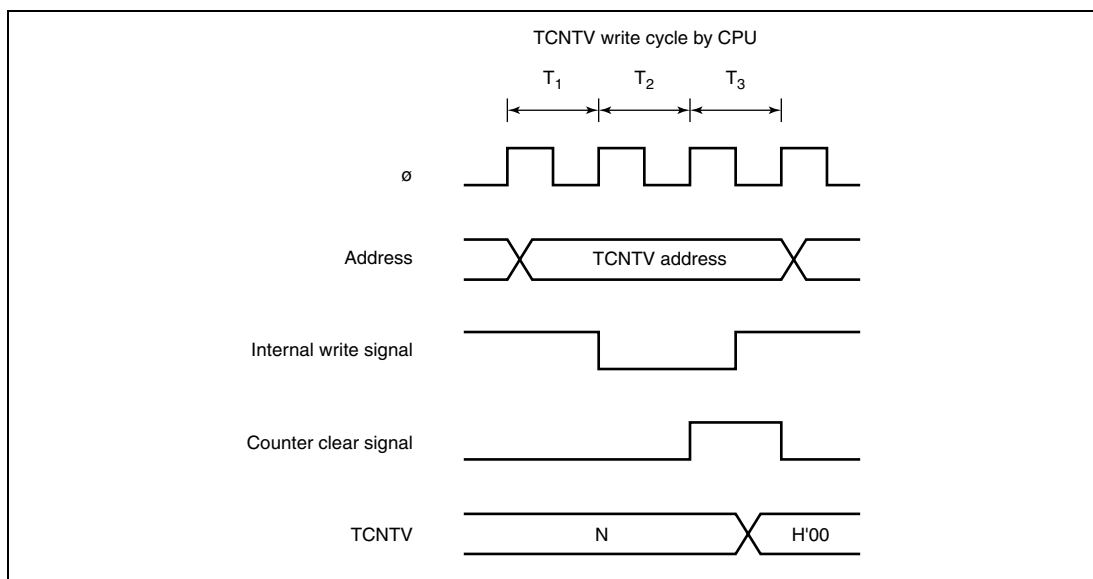 TCNTV write cycle by CPU
T1 T2 T3
ø
Address TCNTV address
Internal write signal
Counter clear signal
TCNTV N H'00